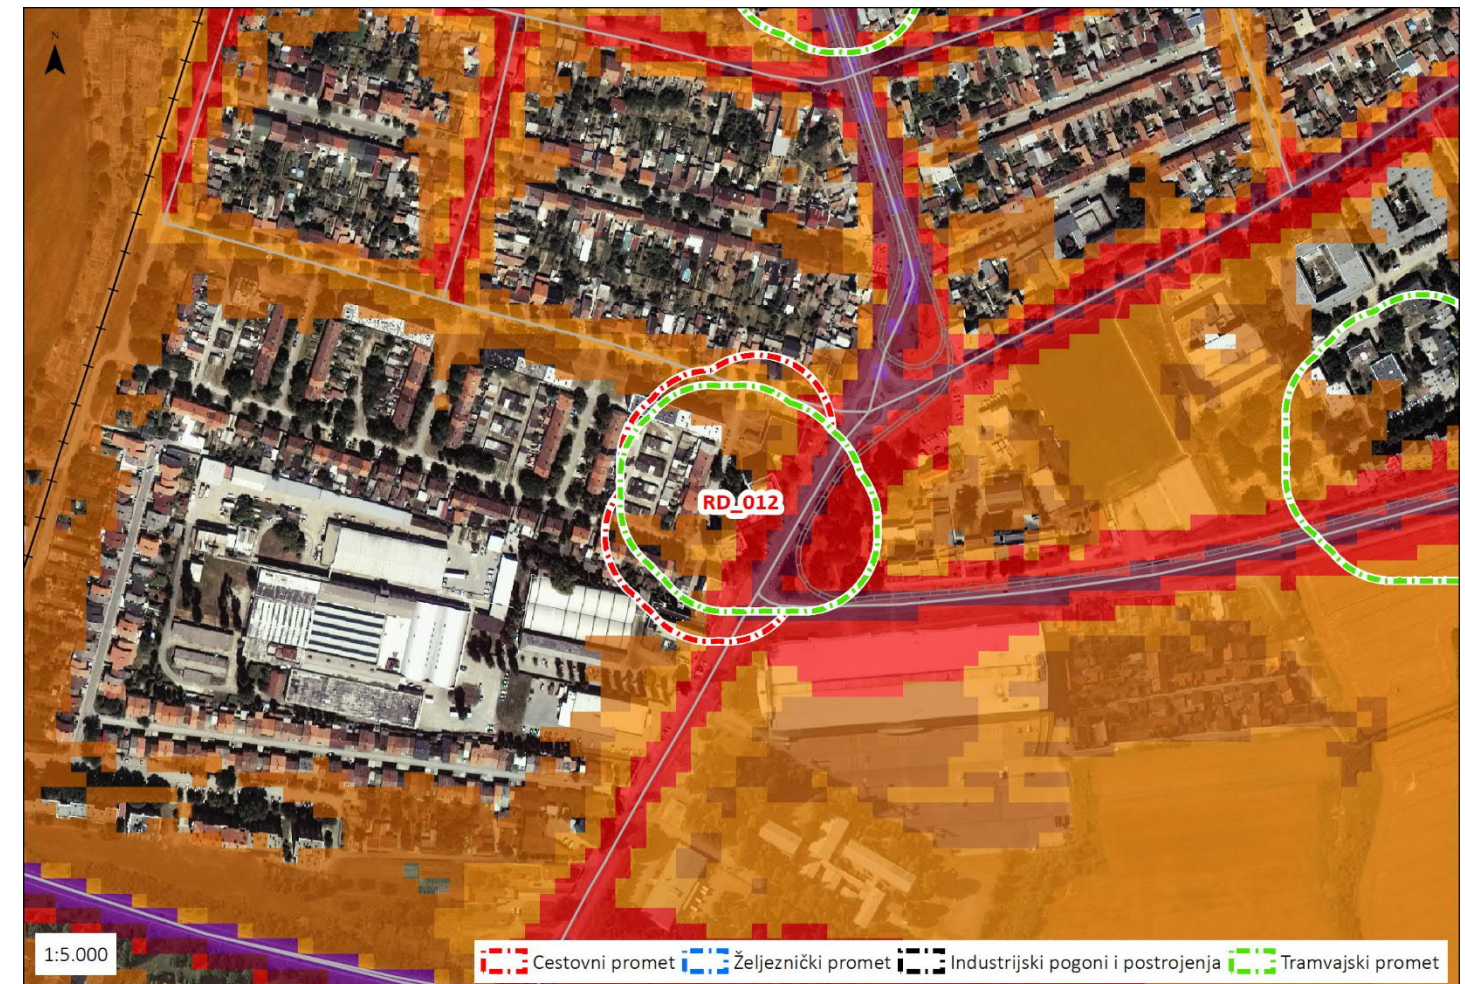 N
RD_012
1:5.000
Cestovni promet
Željeznički promet
Industrijski pogoni i postrojenja
Tramvajski promet